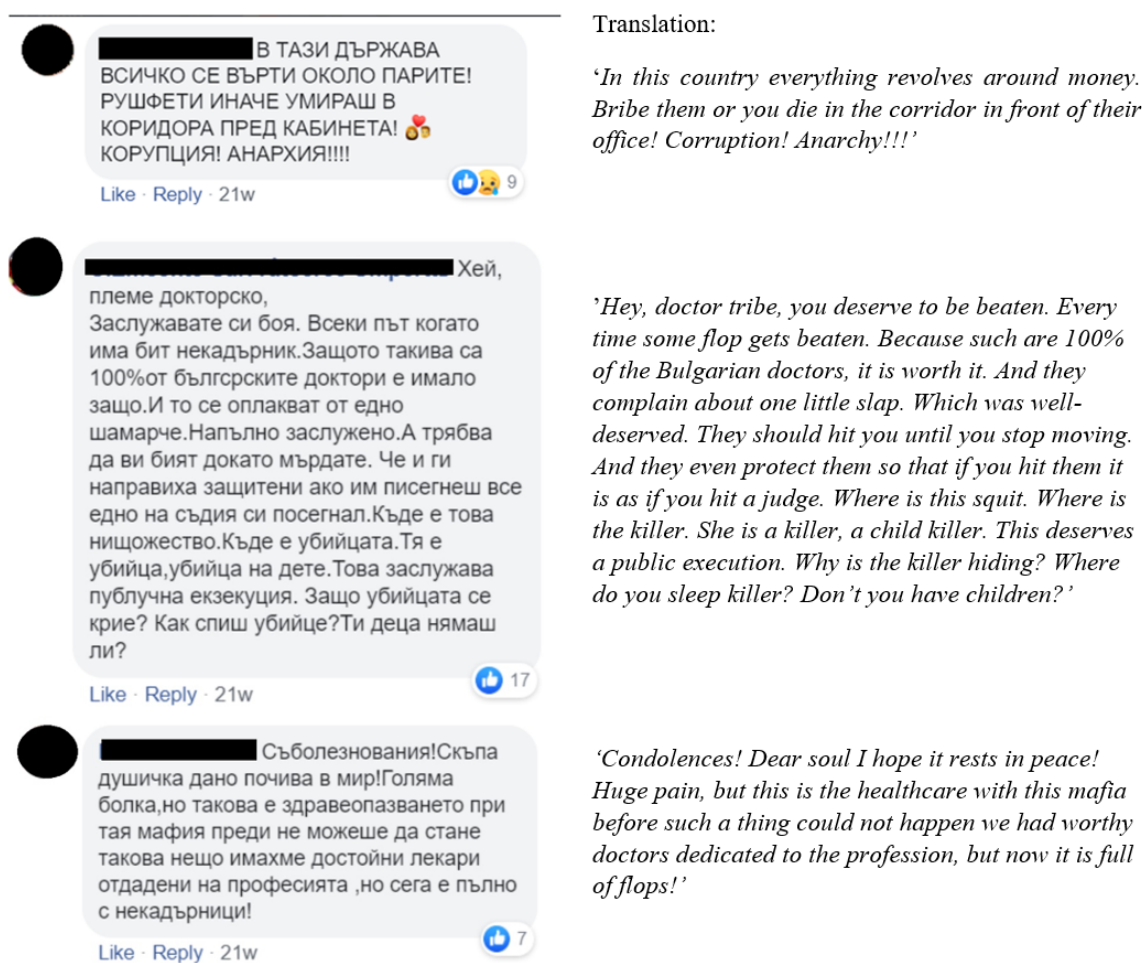 В ТАЗИ ДЪРЖАВА
ВСИЧКО СЕ ВЪРТИ ОКОЛО ПАРИТЕ!
РУШФЕТИ ИНАЧЕ УМИРАШ В
КОРИДОРА ПРЕД КАБИНЕТА! 💑
КОРУПЦИЯ! АНАРХИЯ!!!!
9
Like · Reply · 21w
Translation:
‘In this country everything revolves around money.
Bribe them or you die in the corridor in front of their
office! Corruption! Anarchy!!!’
Хей,
племе докторско,
Заслужавате си боя. Всеки път когато
има бит некадърник.Защото такива са
100%от бългсрските доктори е имало
защо.И то се оплакват от едно
шамарче.Напълно заслужено.А трябва
да ви бият докато мърдате. Че и ги
направиха защитени ако им писегнеш все
едно на съдия си посегнал.Къде е това
нищожество.Къде е убийцата.Тя е
убийца,убийца на дете.Това заслужава
публучна екзекуция. Защо убийцата се
крие? Как спиш убийце?Ти деца нямаш
ли?
17
Like · Reply · 21w
’Hey, doctor tribe, you deserve to be beaten. Every
time some flop gets beaten. Because such are 100%
of the Bulgarian doctors, it is worth it. And they
complain about one little slap. Which was well-
deserved. They should hit you until you stop moving.
And they even protect them so that if you hit them it
is as if you hit a judge. Where is this squit. Where is
the killer. She is a killer, a child killer. This deserves
a public execution. Why is the killer hiding? Where
do you sleep killer? Don’t you have children?’
Съболезнования!Скъпа
душичка дано почива в мир!Голяма
болка,но такова е здравеопазването при
тая мафия преди не можеше да стане
такова нещо имахме достойни лекари
отдадени на професията ,но сега е пълно
с некадърници!
7
Like · Reply · 21w
‘Condolences! Dear soul I hope it rests in peace!
Huge pain, but this is the healthcare with this mafia
before such a thing could not happen we had worthy
doctors dedicated to the profession, but now it is full
of flops!’